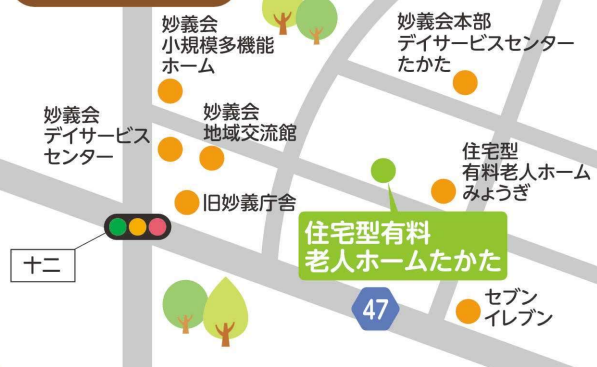 妙義会
小規模多機能
ホーム
妙義会本部
デイサービスセンター
たかた
妙義会
デイサービス
センター
妙義会
地域交流館
住宅型
有料老人ホーム
みょうぎ
旧妙義庁舎
住宅型有料
老人ホームたかた
十二
47
セブン
イレブン